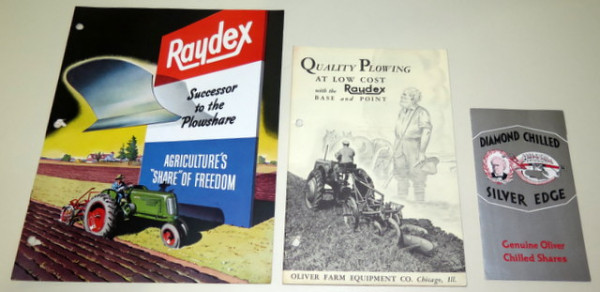 Raydex
Successor
to the
Plowshare
AGRICULTURE'S
"SHARE" OF FREEDOM
QUALITY PLOWING
AT LOW COST
with the Raydex
BASE and POINT
OLIVER FARM EQUIPMENT CO. Chicago, Ill.
DIAMOND CHILLED
SILVER EDGE
Genuine Oliver
Chilled Shares